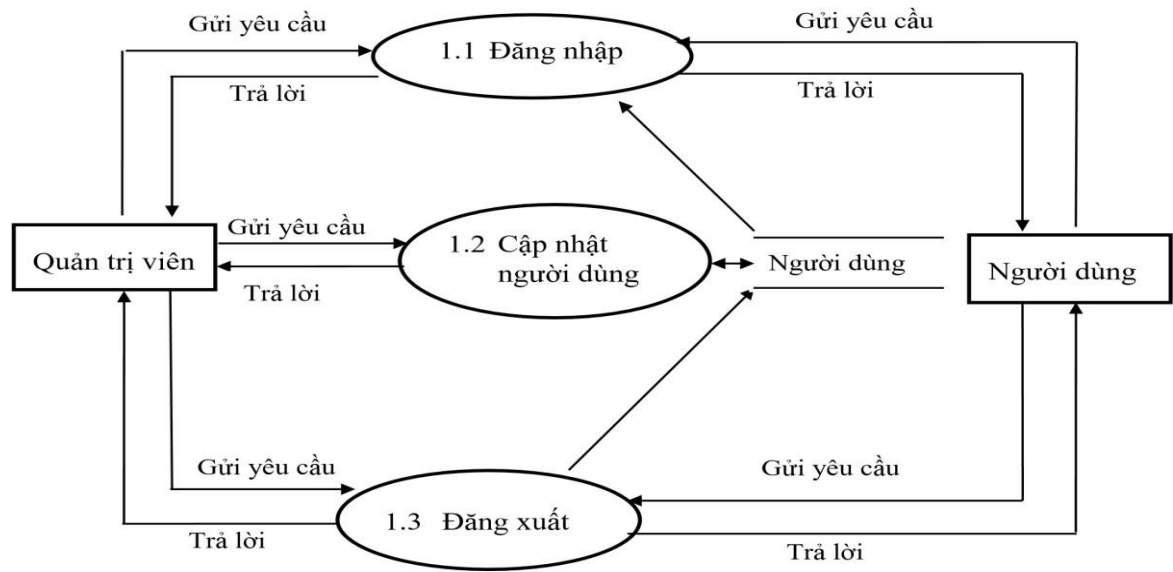 Gửi yêu cầu
Gửi yêu cầu
1.1 Đăng nhập
Trả lời
Trả lời
Gửi yêu cầu
1.2 Cập nhật
người dùng
Quản trị viên
Người dùng
Người dùng
Trả lời
Gửi yêu cầu
Gửi yêu cầu
1.3 Đăng xuất
Trả lời
Trả lời